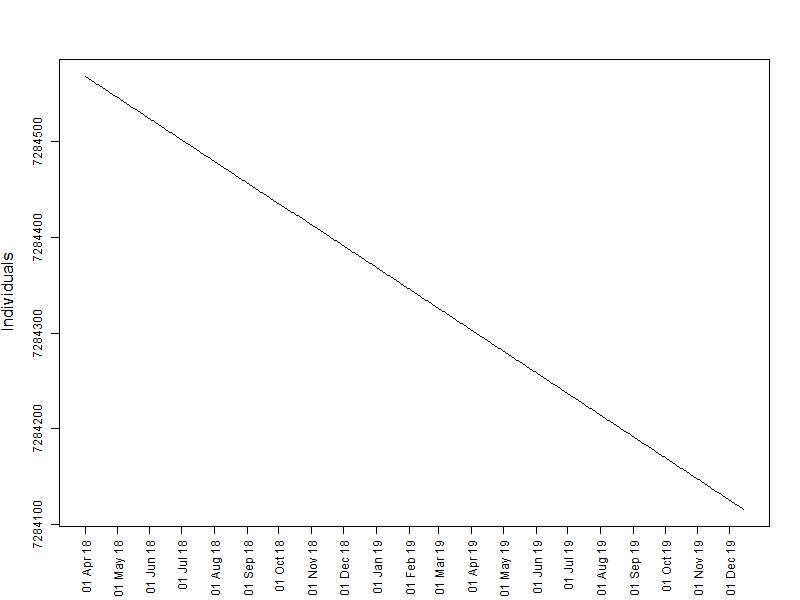 Individuals
7284500
7284400
7284300
7284200
7284100
01 Apr 18
01 May 18
01 Jun 18
01 Jul 18
01 Aug 18
01 Sep 18
01 Oct 18
01 Nov 18
01 Dec 18
01 Jan 19
01 Feb 19
01 Mar 19
01 Apr 19
01 May 19
01 Jun 19
01 Jul 19
01 Aug 19
01 Sep 19
01 Oct 19
01 Nov 19
01 Dec 19